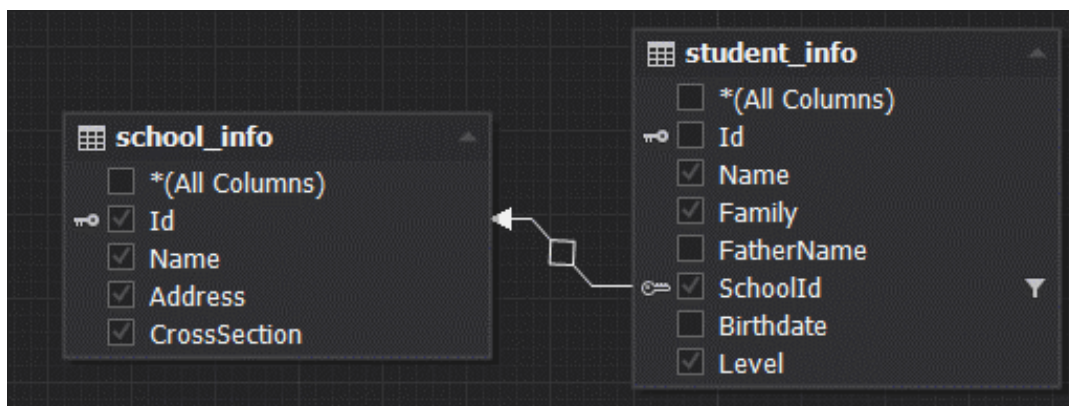 school_info
*(All Columns)
Id
Name
Address
CrossSection
student_info
*(All Columns)
Id
Name
Family
FatherName
SchoolId
Birthdate
Level